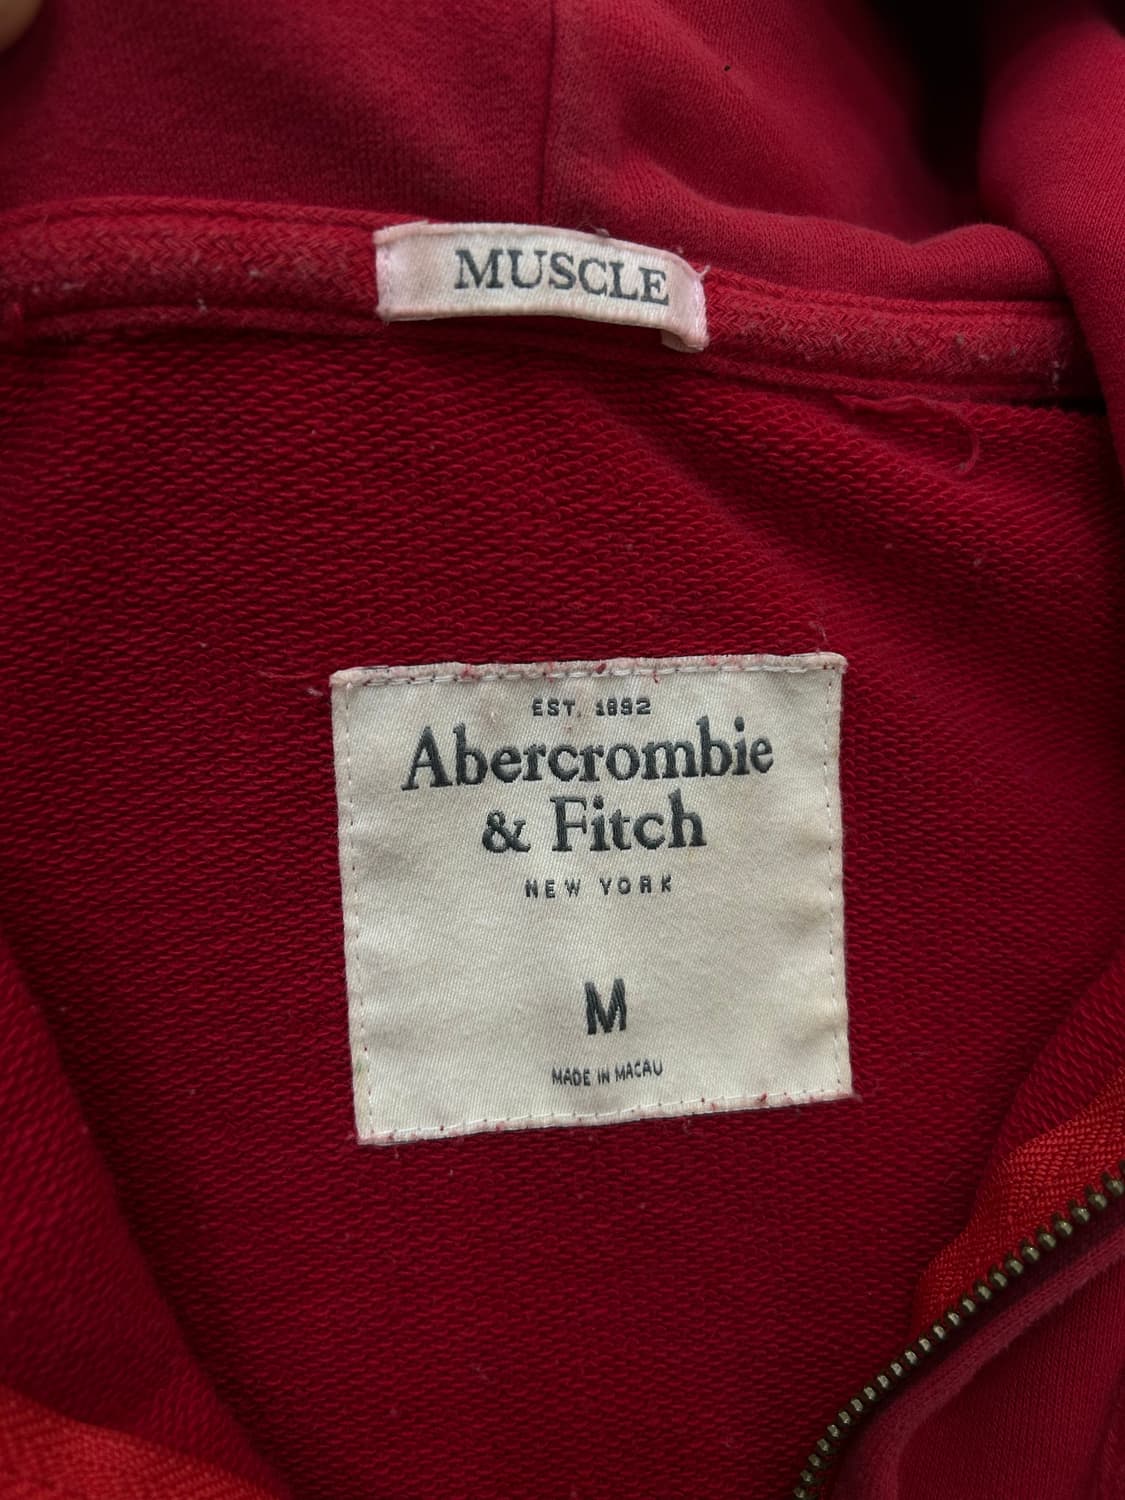 MUSCLE
EST. 1892
Abercrombie
& Fitch
NEW YORK
M
MADE IN MACAU